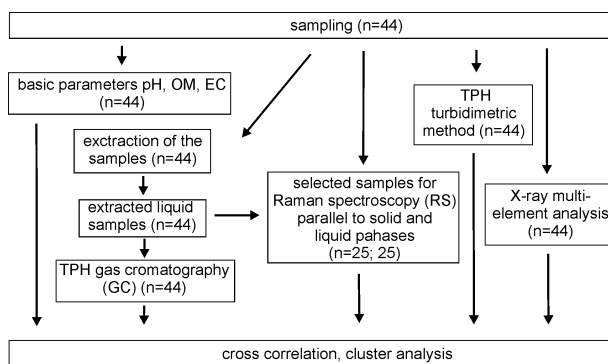 sampling (n=44)
basic parameters pH, OM, EC
(n=44)
TPH
turbidimetric
method (n=44)
exctraction of the
samples (n=44)
selected samples for
Raman spectroscopy (RS)
parallel to solid and
liquid pahases
(n=25; 25)
X-ray multi-
element analysis
(n=44)
extracted liquid
samples (n=44)
TPH gas cromatography
(GC) (n=44)
cross correlation, cluster analysis